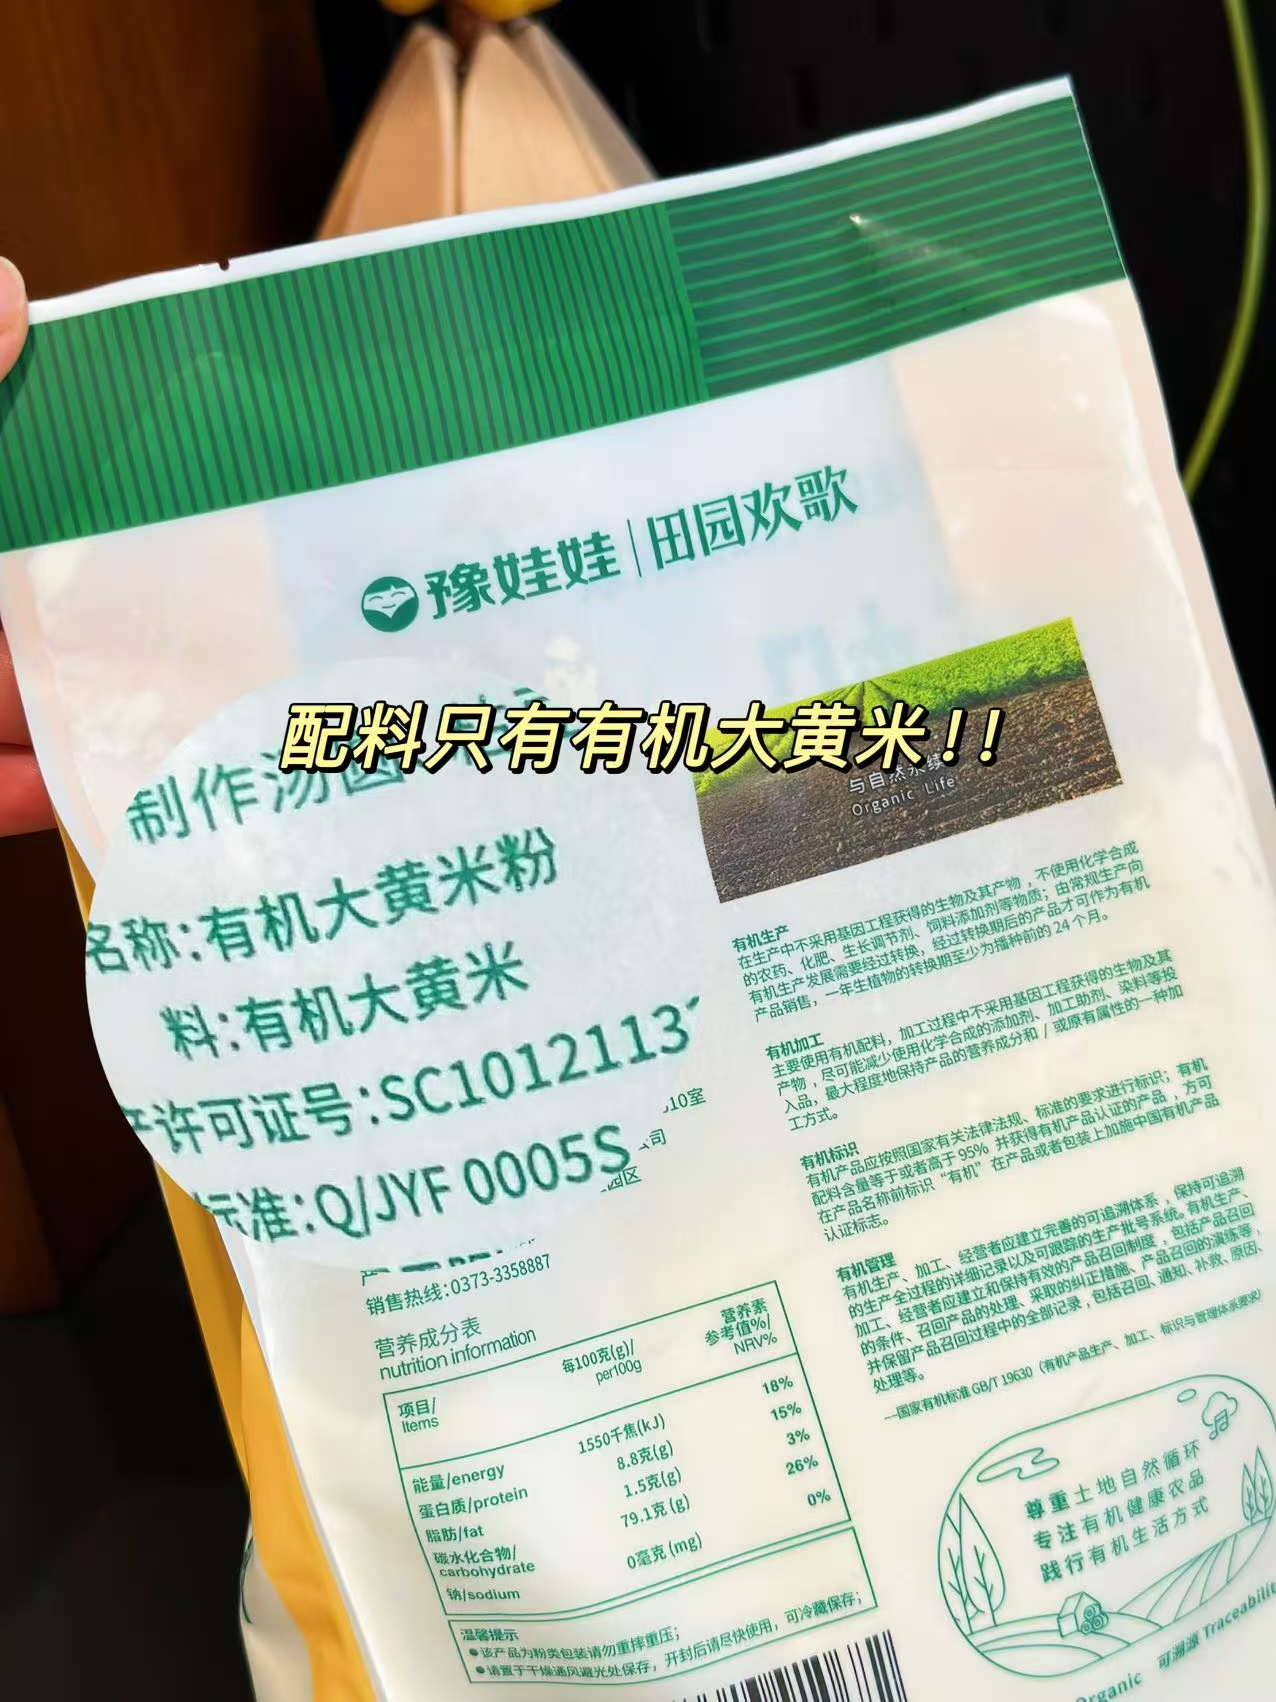 豫娃娃|田园欢歌
配料只有有机大黄米!!
制作汤圆
名称:有机大黄米粉
料:有机大黄米
许可证号:SC10121131
标准:Q/JYF 0005S
10室
司
销售热线:0373-3358887
营养成分表
nutrition information
项目/ Items 每100克(g)/ per100g 营养素参考值%/ NRV%
能量/energy 1550千焦(kJ) 18%
蛋白质/protein 8.8克(g) 15%
脂肪/fat 1.5克(g) 3%
碳水化合物/ carbohydrate 79.1克(g) 26%
钠/sodium 0毫克(mg) 0%
温馨提示
●该产品为粉类包装请勿重摔重压;
●请置于干燥通风避光处保存,开封后请尽快使用,可冷藏保存;
与自然永续
Organic Life
有机生产
在生产中不采用基因工程获得的生物及其产物,不使用化学合成
的农药、化肥、生长调节剂、饲料添加剂等物质;由常规生产向
有机生产发展需要经过转换,经过转换期后的产品才可作为有机
产品销售,一年生植物的转换期至少为播种前的24个月。
有机加工
主要使用有机配料,加工过程中不采用基因工程获得的生物及其
产物,尽可能减少使用化学合成的添加剂、加工助剂、染料等投
入品,最大程度地保持产品的营养成分和/或原有属性的一种加
工方式。
有机标识
有机产品应按照国家有关法律法规、标准的要求进行标识;有机
配料含量等于或者高于95%并获得有机产品认证的产品,方可
在产品名称前标识“有机”在产品或者包装上加施中国有机产品
认证标志。
有机管理
有机生产、加工、经营者应建立完善的可追溯体系,保持可追溯
的生产全过程的详细记录以及可跟踪的生产批号系统。有机生产、
加工、经营者应建立和保持有效的产品召回制度,包括产品召回
的条件、召回产品的处理、采取的纠正措施、产品召回的演练等,
并保留产品召回过程中的全部记录,包括召回、通知、补救、原因、
处理等。
—国家有机标准 GB/T 19630《有机产品生产、加工、标识与管理体系要求》
尊重土地自然循环
专注有机健康农品
践行有机生活方式
Organic 可溯源 Traceabilit